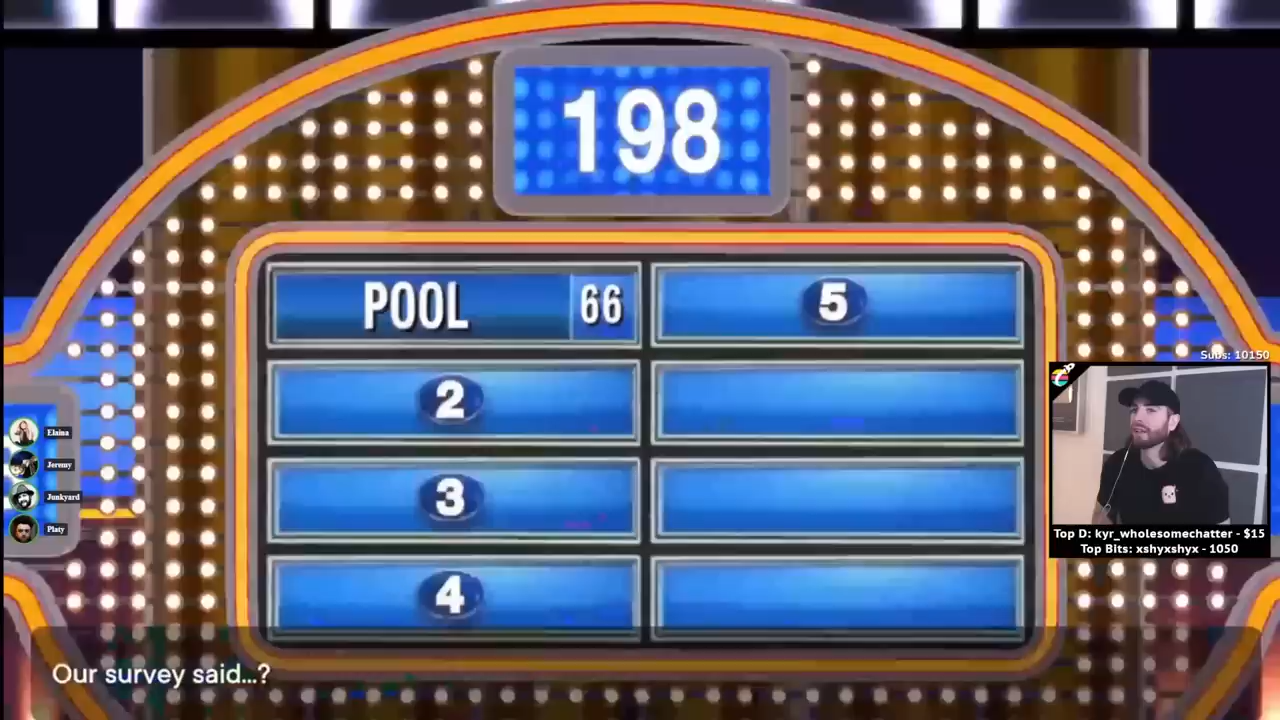 198
POOL 66
5
2
3
4
Subs: 10150
Elaina
Jeremy
Junkyard
Platy
Top D: kyr_wholesomechatter - $15
Top Bits: xshyxshyx - 1050
Our survey said...?